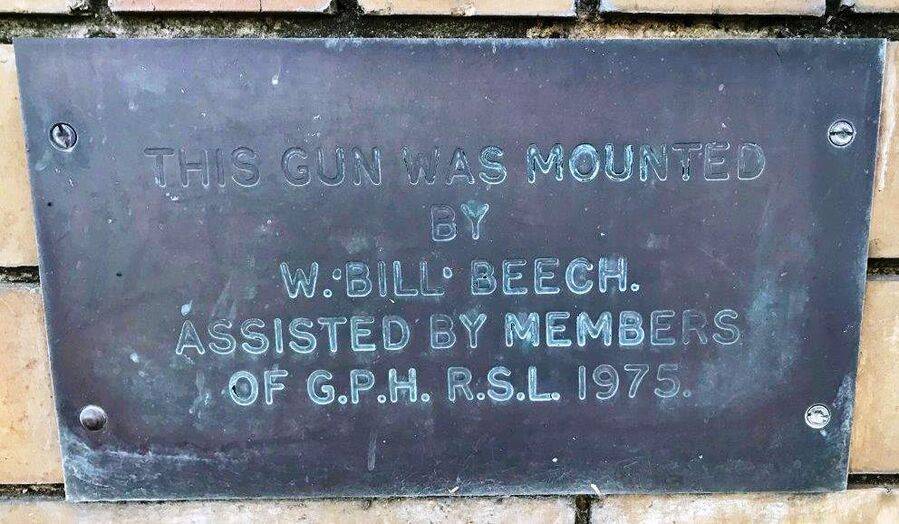 THIS GUN WAS MOUNTED
BY
W. 'BILL' BEECH.
ASSISTED BY MEMBERS
OF G.P.H. R.S.L. 1975.